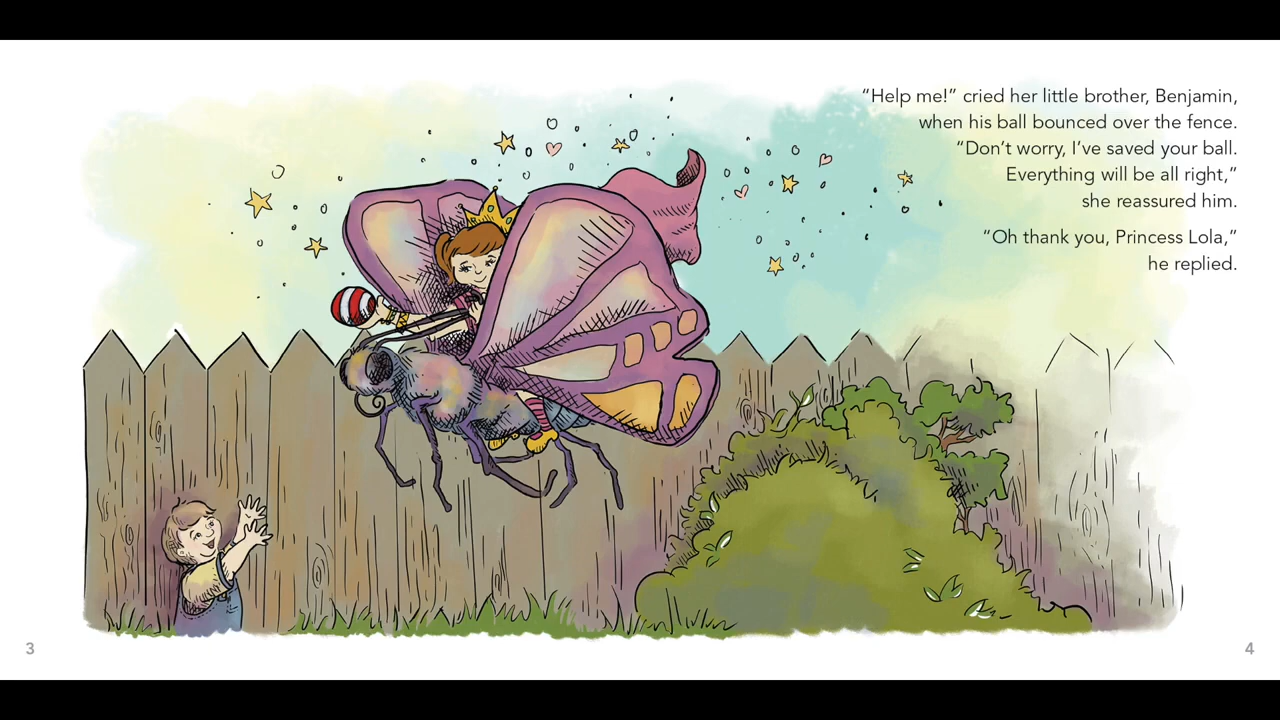 “Help me!” cried her little brother, Benjamin,
when his ball bounced over the fence.
“Don’t worry, I’ve saved your ball.
Everything will be all right,”
she reassured him.
“Oh thank you, Princess Lola,”
he replied.
3
4